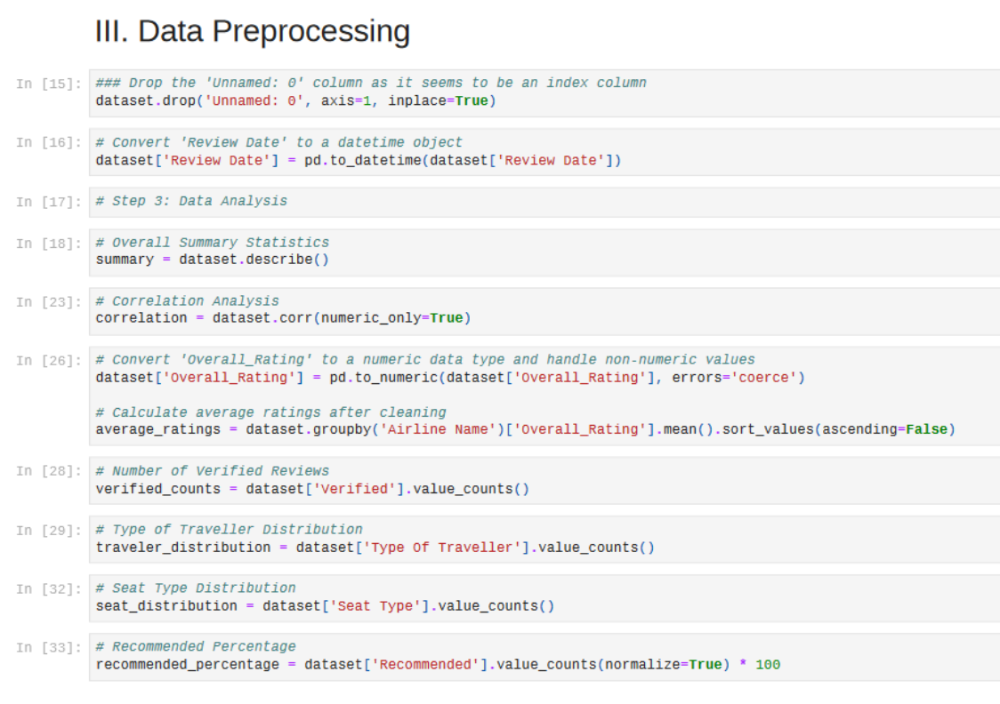 III. Data Preprocessing
In [15]: ### Drop the 'Unnamed: 0' column as it seems to be an index column
dataset.drop('Unnamed: 0', axis=1, inplace=True)
In [16]: # Convert 'Review Date' to a datetime object
dataset['Review Date'] = pd.to_datetime(dataset['Review Date'])
In [17]: # Step 3: Data Analysis
In [18]: # Overall Summary Statistics
summary = dataset.describe()
In [23]: # Correlation Analysis
correlation = dataset.corr(numeric_only=True)
In [26]: # Convert 'Overall_Rating' to a numeric data type and handle non-numeric values
dataset['Overall_Rating'] = pd.to_numeric(dataset['Overall_Rating'], errors='coerce')
# Calculate average ratings after cleaning
average_ratings = dataset.groupby('Airline Name')['Overall_Rating'].mean().sort_values(ascending=False)
In [28]: # Number of Verified Reviews
verified_counts = dataset['Verified'].value_counts()
In [29]: # Type of Traveller Distribution
traveler_distribution = dataset['Type Of Traveller'].value_counts()
In [32]: # Seat Type Distribution
seat_distribution = dataset['Seat Type'].value_counts()
In [33]: # Recommended Percentage
recommended_percentage = dataset['Recommended'].value_counts(normalize=True) * 100